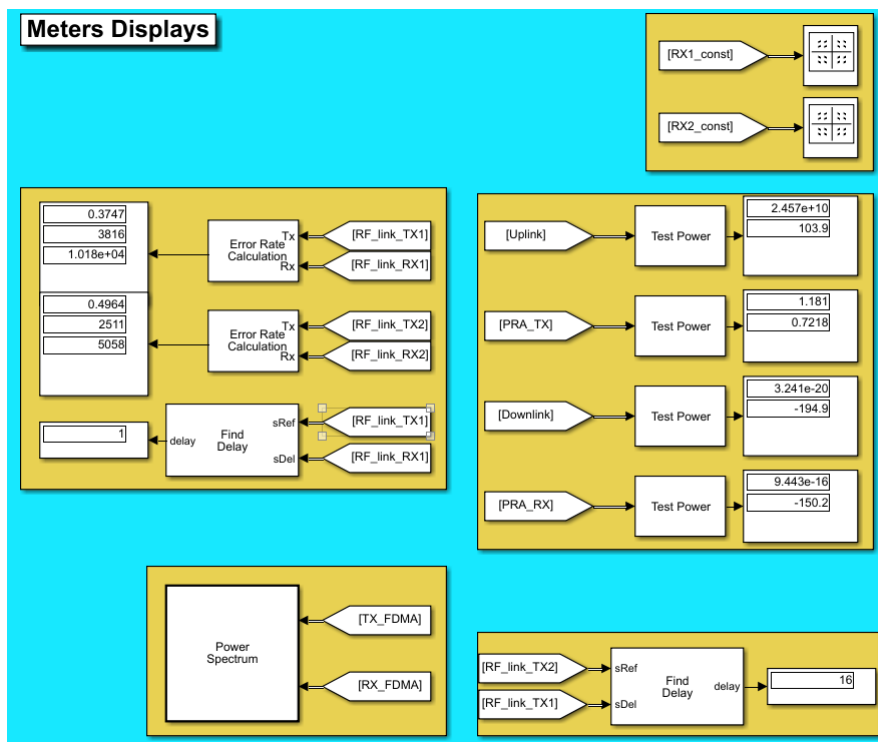 Meters Displays
[RX1_const]
[RX2_const]
0.3747
3816
1.018e+04
Error Rate
Calculation
Tx
Rx
[RF_link_TX1]
[RF_link_RX1]
0.4964
2511
5058
Error Rate
Calculation
Tx
Rx
[RF_link_TX2]
[RF_link_RX2]
1
delay
Find
Delay
sRef
sDel
[RF_link_TX1]
[RF_link_RX1]
[Uplink]
Test Power
2.457e+10
103.9
[PRA_TX]
Test Power
1.181
0.7218
[Downlink]
Test Power
3.241e-20
-194.9
[PRA_RX]
Test Power
9.443e-16
-150.2
Power
Spectrum
[TX_FDMA]
[RX_FDMA]
[RF_link_TX2]
[RF_link_TX1]
sRef
sDel
Find
Delay
delay
16